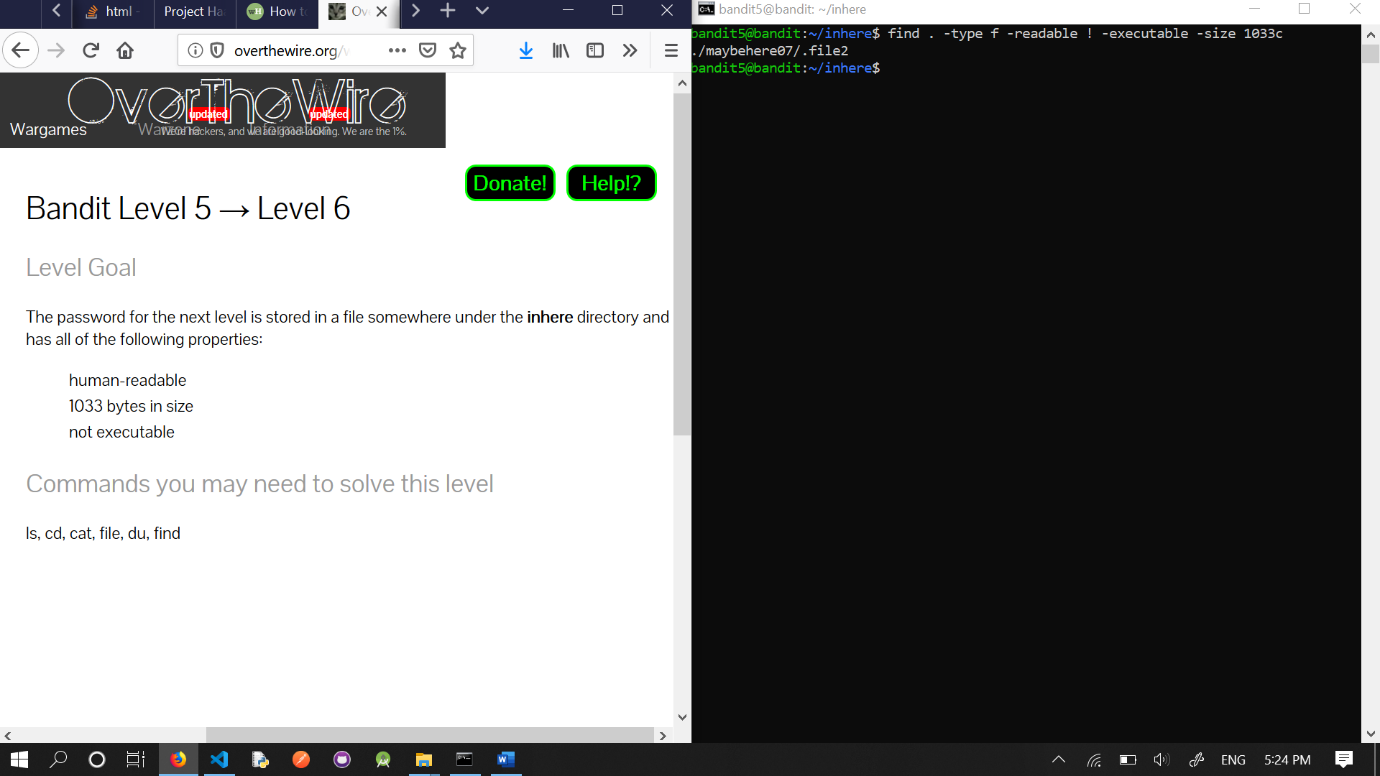 html
Project Ha
How to
Ov
overthewire.org/
OverTheWire
updated updated
Wargames
We're hackers, and we are good-looking. We are the 1%.
Donate! Help!?
Bandit Level 5 → Level 6
Level Goal
The password for the next level is stored in a file somewhere under the inhere directory and
has all of the following properties:
human-readable
1033 bytes in size
not executable
Commands you may need to solve this level
ls, cd, cat, file, du, find
bandit5@bandit: ~/inhere
bandit5@bandit:~/inhere$ find . -type f -readable ! -executable -size 1033c
./maybehere07/.file2
bandit5@bandit:~/inhere$
ENG 5:24 PM